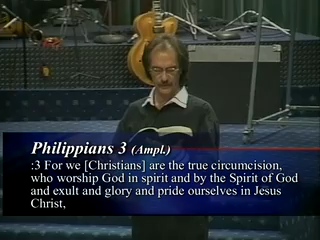 Philippians 3 (Ampl.)
:3 For we [Christians] are the true circumcision,
who worship God in spirit and by the Spirit of God
and exult and glory and pride ourselves in Jesus
Christ,